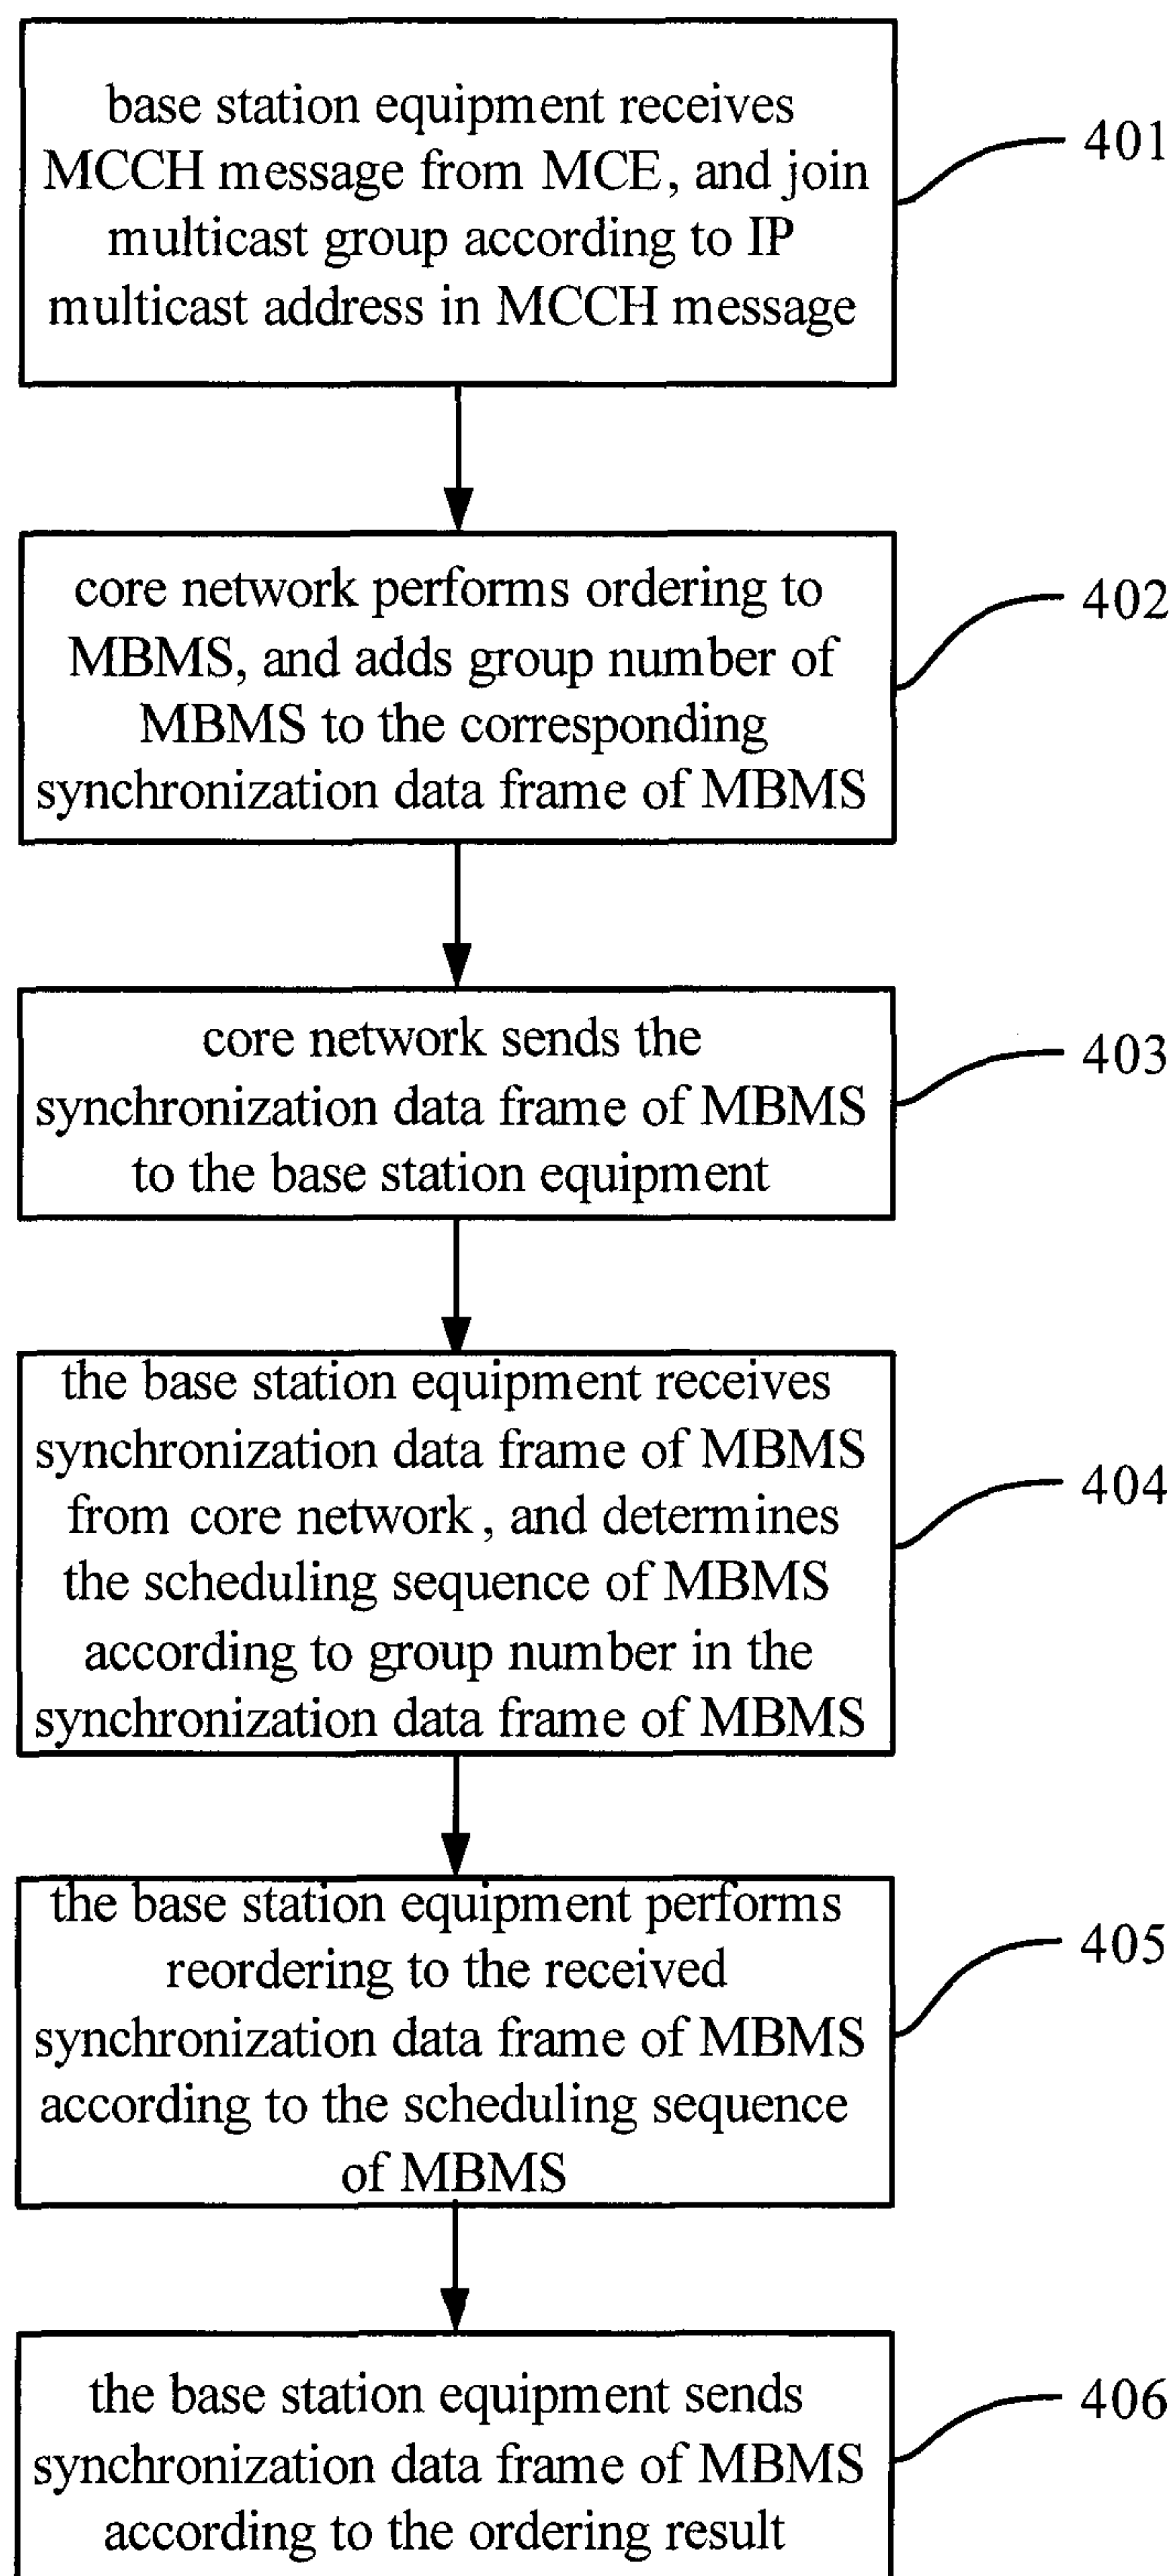 base station equipment receives
MCCH message from MCE, and join
multicast group according to IP
multicast address in MCCH message
401
core network performs ordering to
MBMS, and adds group number of
MBMS to the corresponding
synchronization data frame of MBMS
402
core network sends the
synchronization data frame of MBMS
to the base station equipment
403
the base station equipment receives
synchronization data frame of MBMS
from core network, and determines
the scheduling sequence of MBMS
according to group number in the
synchronization data frame of MBMS
404
the base station equipment performs
reordering to the received
synchronization data frame of MBMS
according to the scheduling sequence
of MBMS
405
the base station equipment sends
synchronization data frame of MBMS
according to the ordering result
406